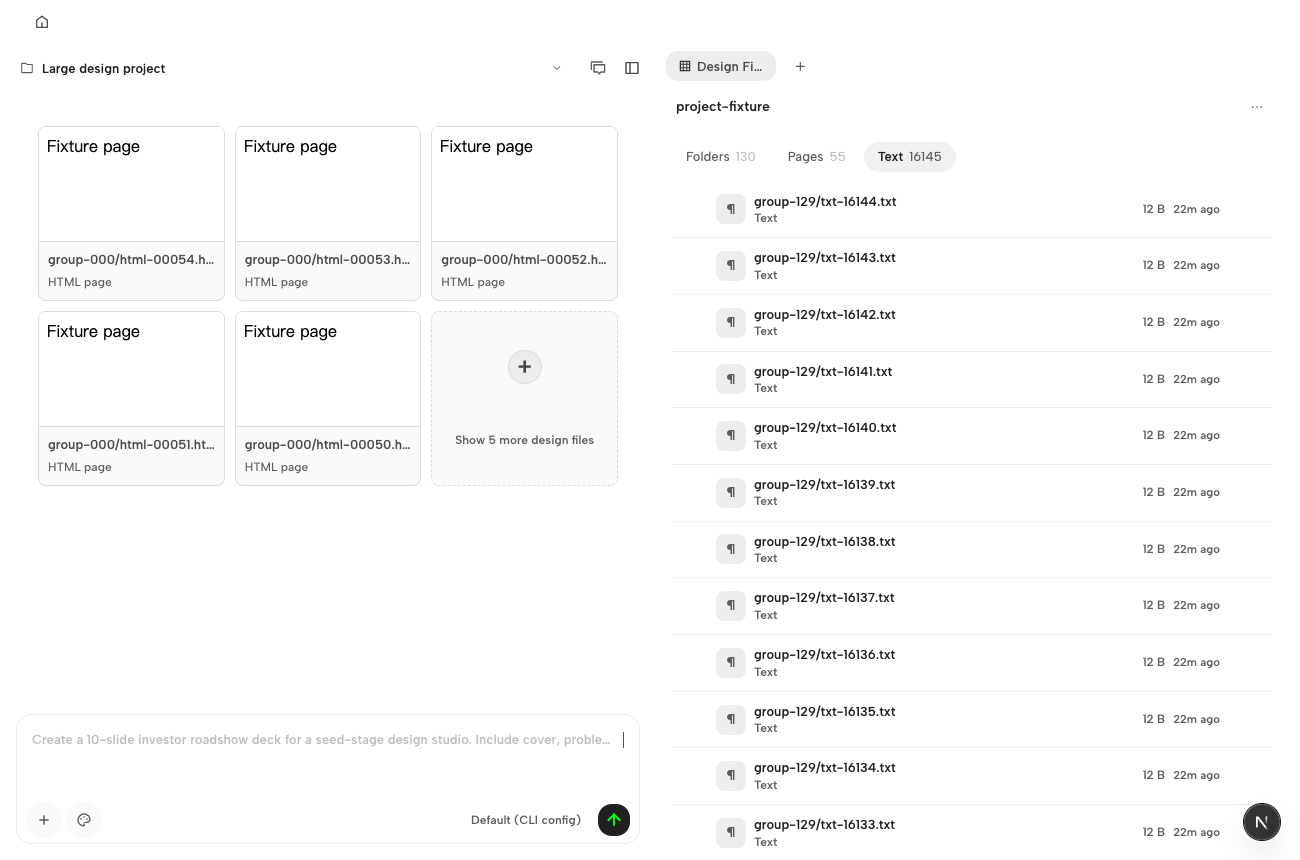 Large design project
Design Fi...
project-fixture
Folders 130
Pages 55
Text 16145
Fixture page
group-000/html-00054.h...
HTML page
Fixture page
group-000/html-00053.h...
HTML page
Fixture page
group-000/html-00052.h...
HTML page
Fixture page
group-000/html-00051.ht...
HTML page
Fixture page
group-000/html-00050.h...
HTML page
Show 5 more design files
Create a 10-slide investor roadshow deck for a seed-stage design studio. Include cover, proble...
Default (CLI config)
group-129/txt-16144.txt
Text
12 B 22m ago
group-129/txt-16143.txt
Text
12 B 22m ago
group-129/txt-16142.txt
Text
12 B 22m ago
group-129/txt-16141.txt
Text
12 B 22m ago
group-129/txt-16140.txt
Text
12 B 22m ago
group-129/txt-16139.txt
Text
12 B 22m ago
group-129/txt-16138.txt
Text
12 B 22m ago
group-129/txt-16137.txt
Text
12 B 22m ago
group-129/txt-16136.txt
Text
12 B 22m ago
group-129/txt-16135.txt
Text
12 B 22m ago
group-129/txt-16134.txt
Text
12 B 22m ago
group-129/txt-16133.txt
Text
12 B 22m ago
N